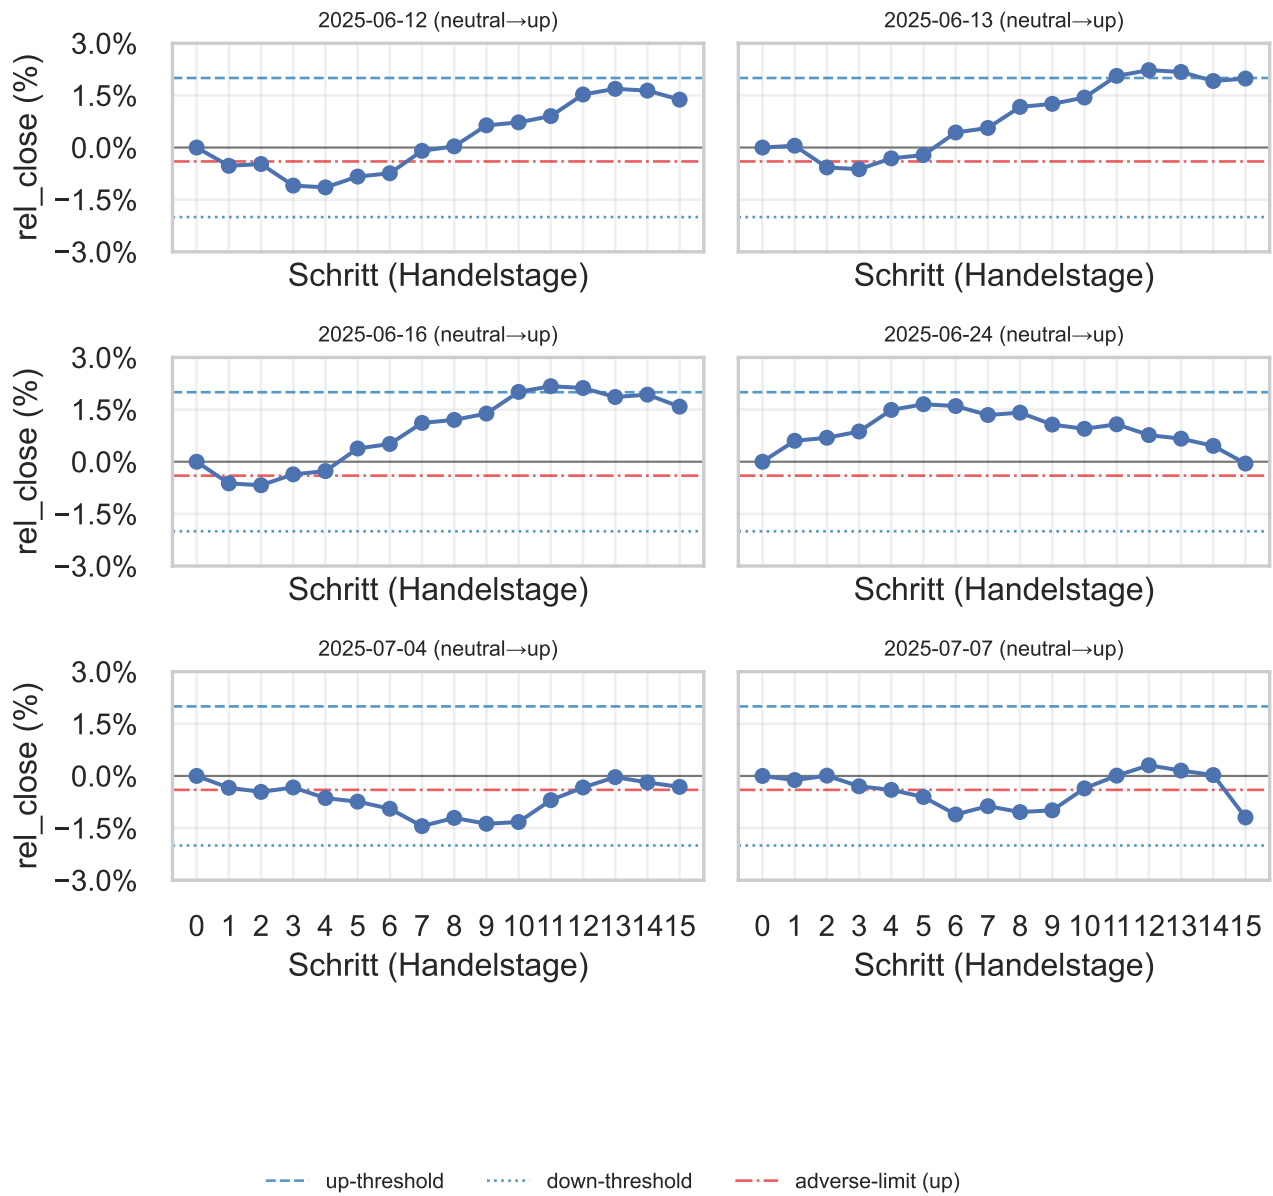 2025-06-12 (neutral→up)
2025-06-13 (neutral→up)
rel_close (%)
3.0%
1.5%
0.0%
−1.5%
−3.0%
Schritt (Handelstage)
Schritt (Handelstage)
2025-06-16 (neutral→up)
2025-06-24 (neutral→up)
rel_close (%)
3.0%
1.5%
0.0%
−1.5%
−3.0%
Schritt (Handelstage)
Schritt (Handelstage)
2025-07-04 (neutral→up)
2025-07-07 (neutral→up)
rel_close (%)
3.0%
1.5%
0.0%
−1.5%
−3.0%
0 1 2 3 4 5 6 7 8 9 10 11 12 13 14 15
0 1 2 3 4 5 6 7 8 9 10 11 12 13 14 15
Schritt (Handelstage)
Schritt (Handelstage)
up-threshold
down-threshold
adverse-limit (up)